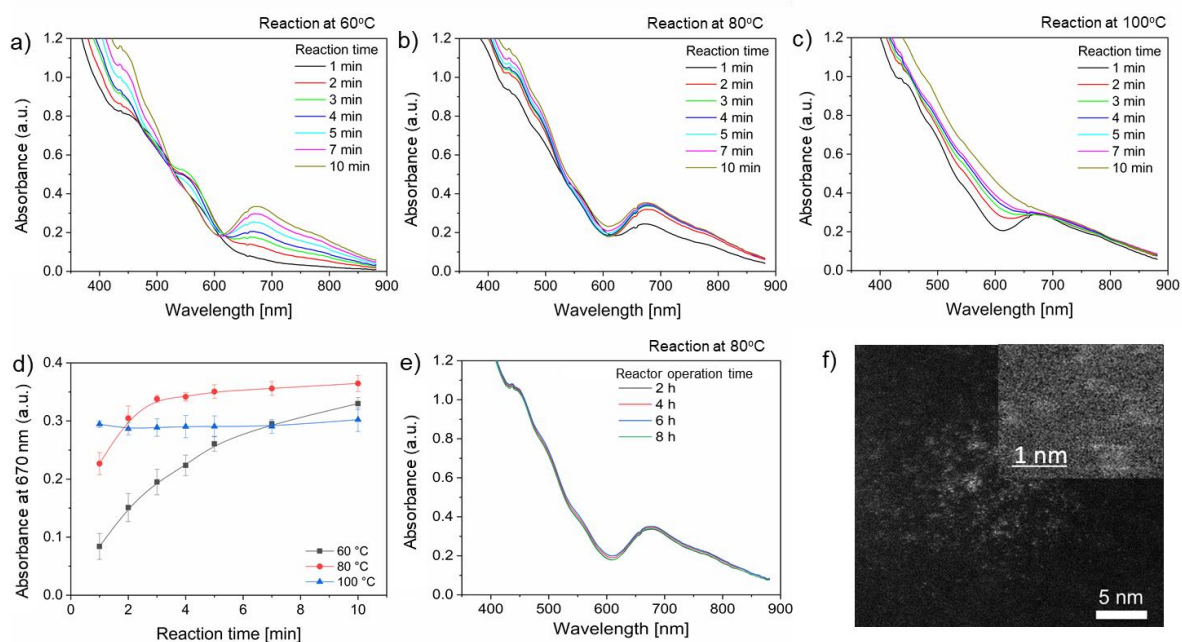 Reaction at 60°C
a)
Reaction time
1 min
2 min
3 min
4 min
5 min
7 min
10 min
Absorbance (a.u.)
1.2
1.0
0.8
0.6
0.4
0.2
0.0
400 500 600 700 800 900
Wavelength [nm]
Reaction at 80°C
b)
Reaction time
1 min
2 min
3 min
4 min
5 min
7 min
10 min
Absorbance (a.u.)
1.2
1.0
0.8
0.6
0.4
0.2
0.0
400 500 600 700 800 900
Wavelength [nm]
Reaction at 100°C
c)
Reaction time
1 min
2 min
3 min
4 min
5 min
7 min
10 min
Absorbance (a.u.)
1.2
1.0
0.8
0.6
0.4
0.2
0.0
400 500 600 700 800 900
Wavelength [nm]
d)
Absorbance at 670 nm (a.u.)
0.4
0.3
0.2
0.1
0.0
0 2 4 6 8 10
Reaction time [min]
60 °C
80 °C
100 °C
Reaction at 80°C
e)
Reactor operation time
2 h
4 h
6 h
8 h
Absorbance (a.u.)
1.2
1.0
0.8
0.6
0.4
0.2
0.0
400 500 600 700 800 900
Wavelength [nm]
f)
1 nm
5 nm